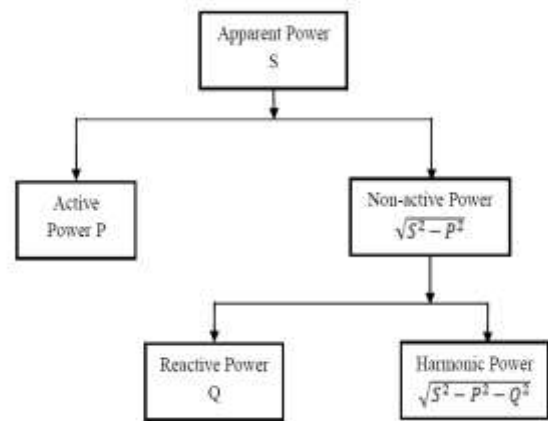 Apparent Power
S
Active
Power P
Non-active Power
√S² − P²
Reactive Power
Q
Harmonic Power
√S² − P² − Q²